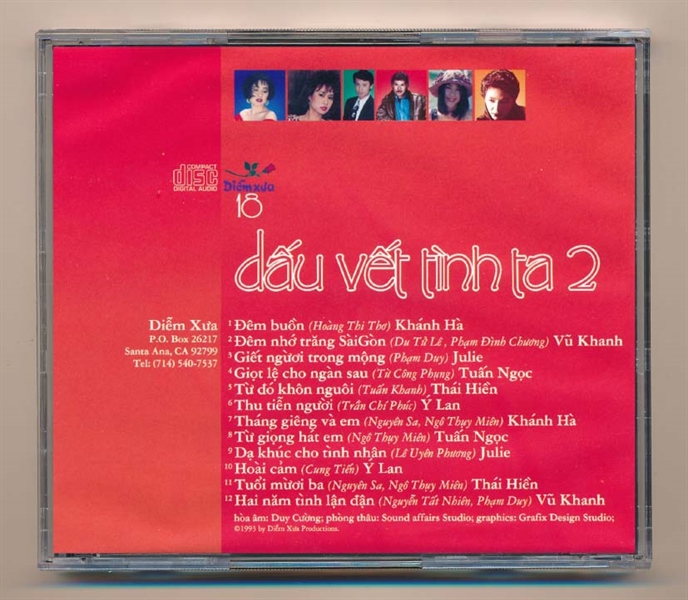 COMPACT
disc
DIGITAL AUDIO
Diễm xưa
18
dấu vết tình ta 2
Diễm Xưa
P.O. Box 26217
Santa Ana, CA 92799
Tel: (714) 540-7537
1 Đêm buồn (Hoàng Thi Thơ) Khánh Hà
2 Đêm nhớ trăng SàiGòn (Du Tử Lê, Phạm Đình Chương) Vũ Khanh
3 Giết người trong mộng (Phạm Duy) Julie
4 Giọt lệ cho ngàn sau (Từ Công Phụng) Tuấn Ngọc
5 Từ đó khôn nguôi (Tuấn Khanh) Thái Hiền
6 Thu tiễn người (Trần Chí Phúc) Ý Lan
7 Tháng giêng và em (Nguyên Sa, Ngô Thụy Miên) Khánh Hà
8 Từ giọng hát em (Ngô Thụy Miên) Tuấn Ngọc
9 Dạ khúc cho tình nhân (Lê Uyên Phương) Julie
10 Hoài cảm (Cung Tiến) Ý Lan
11 Tuổi mươi ba (Nguyên Sa, Ngô Thụy Miên) Thái Hiền
12 Hai năm tình lận đận (Nguyễn Tất Nhiên, Phạm Duy) Vũ Khanh
hòa âm: Duy Cường; phòng thâu: Sound affairs Studio; graphics: Grafix Design Studio;
©1993 by Diễm Xưa Productions.